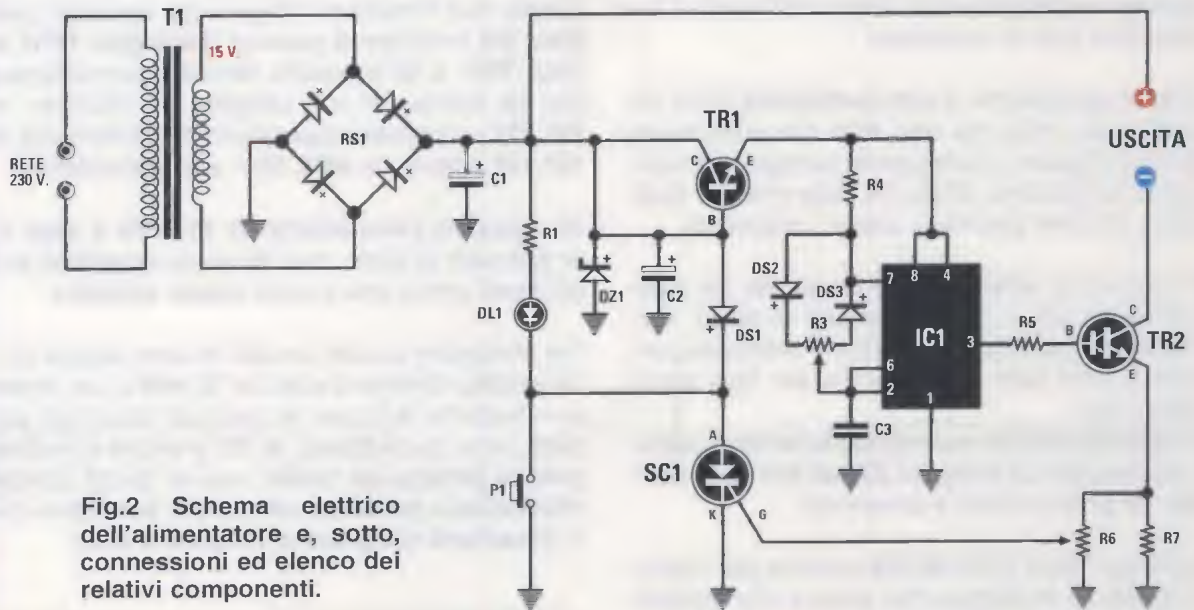 T1
15 V.
RETE
230 V.
RS1
C1
R1
DL1
P1
DZ1
C2
TR1
C
E
B
DS1
SC1
A
K
G
R4
DS2
DS3
R3
C3
7
8
4
IC1
3
6
2
1
R5
B
C
TR2
E
R6
R7
+
USCITA
-
Fig.2 Schema elettrico
dell'alimentatore e, sotto,
connessioni ed elenco dei
relativi componenti.